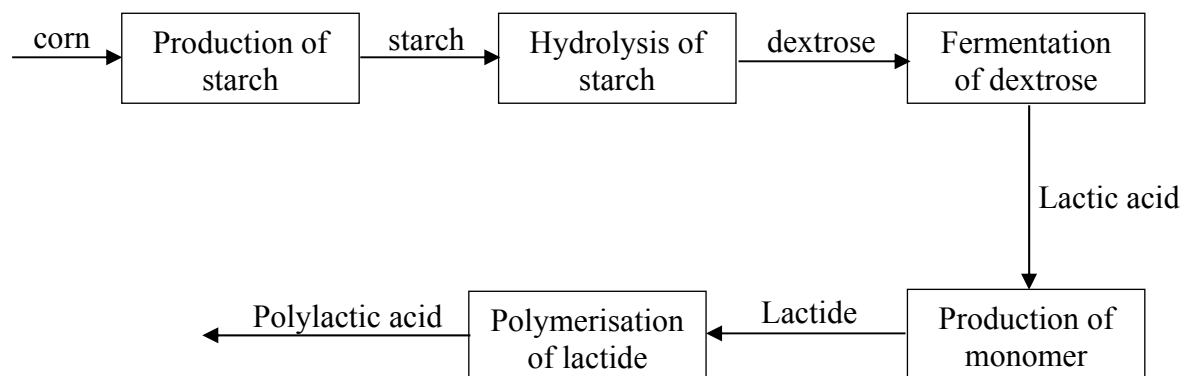 corn
Production of
starch
starch
Hydrolysis of
starch
dextrose
Fermentation
of dextrose
Lactic acid
Production of
monomer
Lactide
Polymerisation
of lactide
Polylactic acid